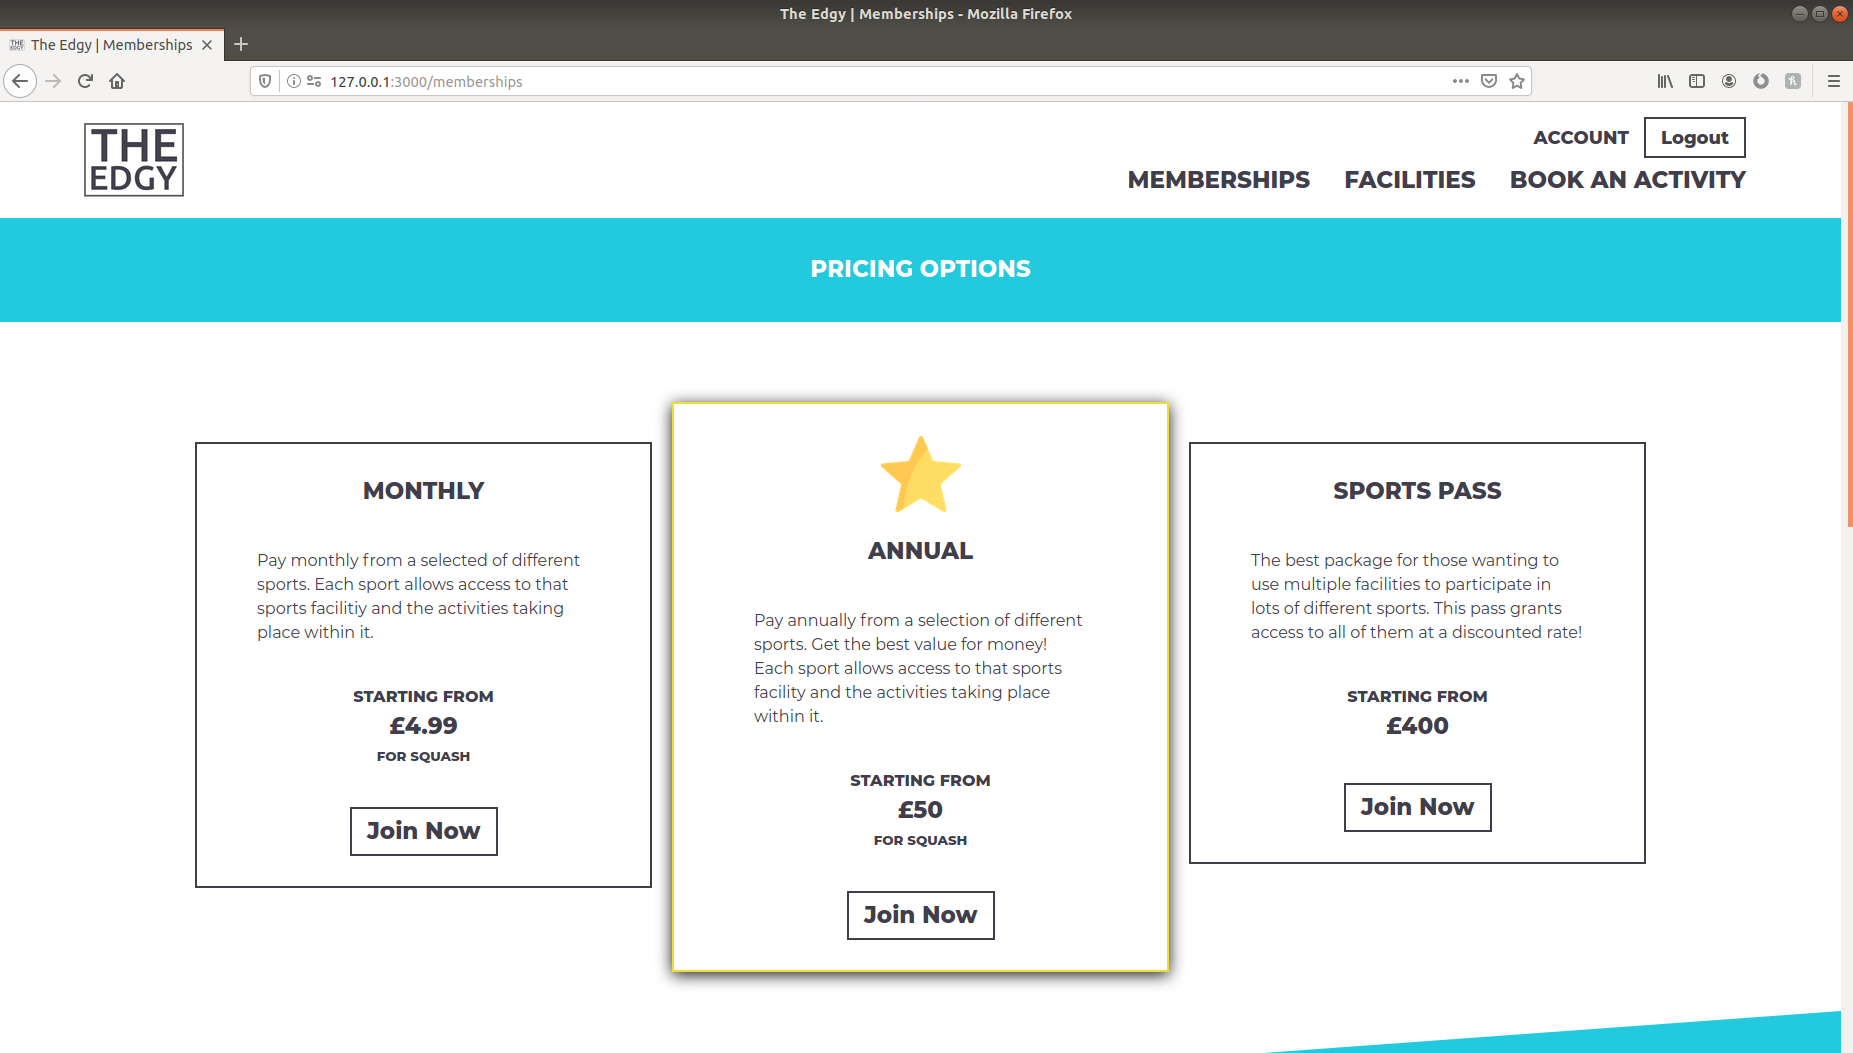 The Edgy | Memberships - Mozilla Firefox
THE EDGY The Edgy | Memberships
127.0.0.1:3000/memberships
THE
EDGY
ACCOUNT Logout
MEMBERSHIPS FACILITIES BOOK AN ACTIVITY
PRICING OPTIONS
MONTHLY
Pay monthly from a selected of different
sports. Each sport allows access to that
sports facilitiy and the activities taking
place within it.
STARTING FROM
£4.99
FOR SQUASH
Join Now
ANNUAL
Pay annually from a selection of different
sports. Get the best value for money!
Each sport allows access to that sports
facility and the activities taking place
within it.
STARTING FROM
£50
FOR SQUASH
Join Now
SPORTS PASS
The best package for those wanting to
use multiple facilities to participate in
lots of different sports. This pass grants
access to all of them at a discounted rate!
STARTING FROM
£400
Join Now